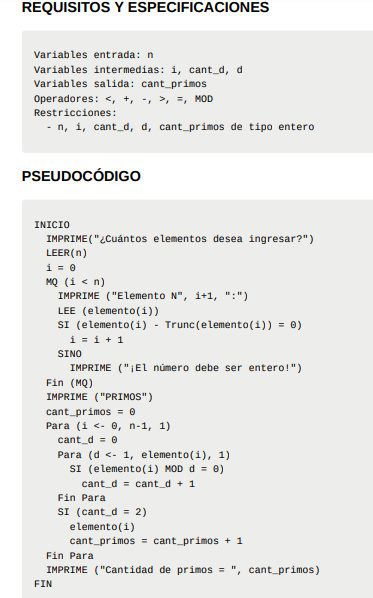 REQUISITOS Y ESPECIFICACIONES
Variables entrada: n
Variables intermedias: i, cant_d, d
Variables salida: cant_primos
Operadores: <, +, -, >, =, MOD
Restricciones:
- n, i, cant_d, d, cant_primos de tipo entero
PSEUDOCÓDIGO
INICIO
IMPRIME("¿Cuántos elementos desea ingresar?")
LEER(n)
i = 0
MQ (i < n)
IMPRIME ("Elemento N", i+1, ":")
LEE (elemento(i))
SI (elemento(i) - Trunc(elemento(i)) = 0)
i = i + 1
SINO
IMPRIME ("¡El número debe ser entero!")
Fin (MQ)
IMPRIME ("PRIMOS")
cant_primos = 0
Para (i <- 0, n-1, 1)
cant_d = 0
Para (d <- 1, elemento(i), 1)
SI (elemento(i) MOD d = 0)
cant_d = cant_d + 1
Fin Para
SI (cant_d = 2)
elemento(i)
cant_primos = cant_primos + 1
Fin Para
IMPRIME ("Cantidad de primos = ", cant_primos)
FIN